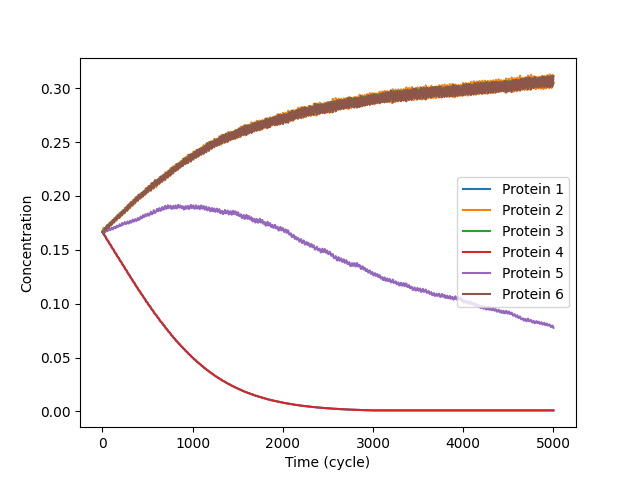 0.30
0.25
0.20
0.15
0.10
0.05
0.00
Concentration
0
1000
2000
3000
4000
5000
Time (cycle)
Protein 1
Protein 2
Protein 3
Protein 4
Protein 5
Protein 6